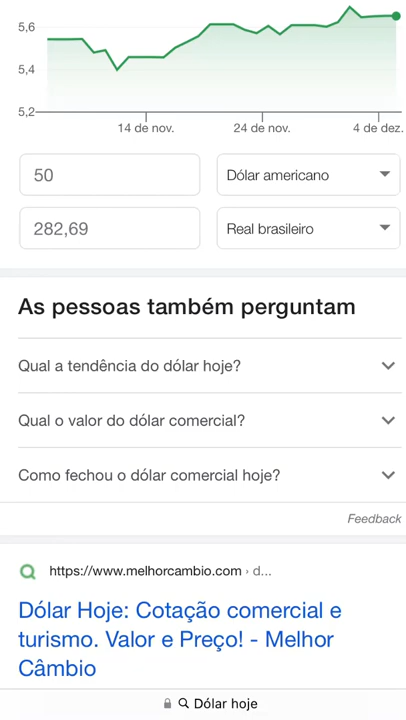 5,6
5,4
5,2
14 de nov.
24 de nov.
4 de dez.
50
Dólar americano
282,69
Real brasileiro
As pessoas também perguntam
Qual a tendência do dólar hoje?
Qual o valor do dólar comercial?
Como fechou o dólar comercial hoje?
Feedback
https://www.melhorcambio.com › d...
Dólar Hoje: Cotação comercial e
turismo. Valor e Preço! - Melhor
Câmbio
Dólar hoje